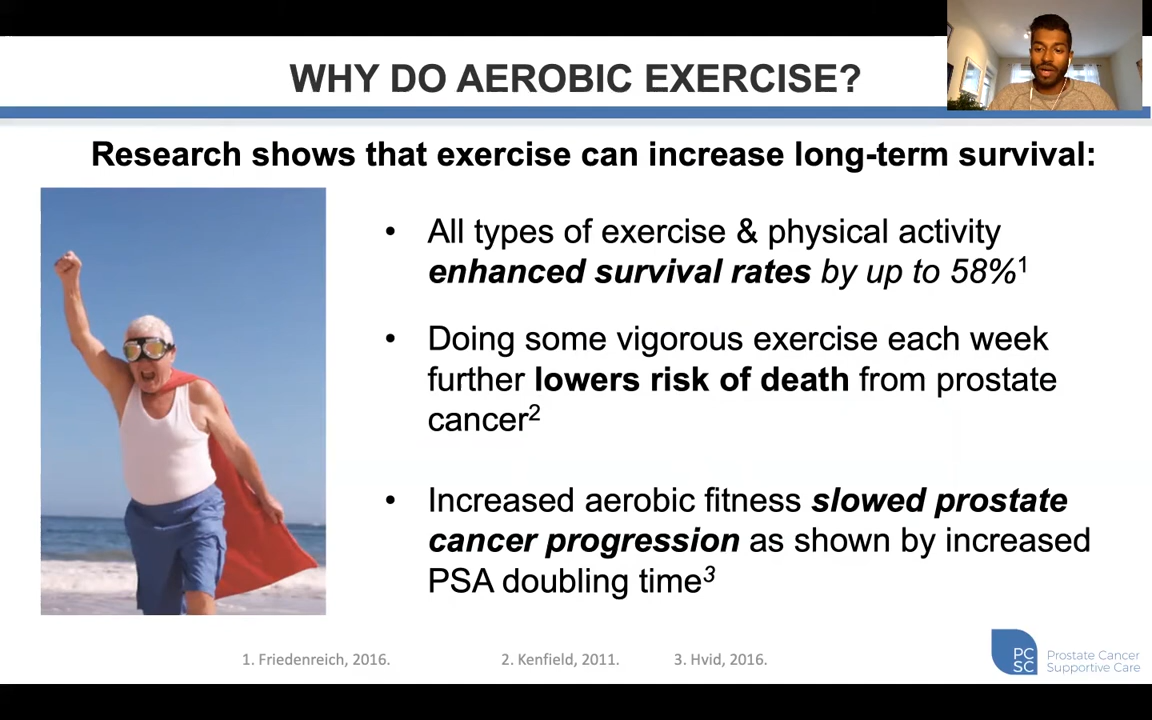 WHY DO AEROBIC EXERCISE?
Research shows that exercise can increase long-term survival:
• All types of exercise & physical activity
enhanced survival rates by up to 58%¹
• Doing some vigorous exercise each week
further lowers risk of death from prostate
cancer²
• Increased aerobic fitness slowed prostate
cancer progression as shown by increased
PSA doubling time³
1. Friedenreich, 2016. 2. Kenfield, 2011. 3. Hvid, 2016.
PC Prostate Cancer
SC Supportive Care